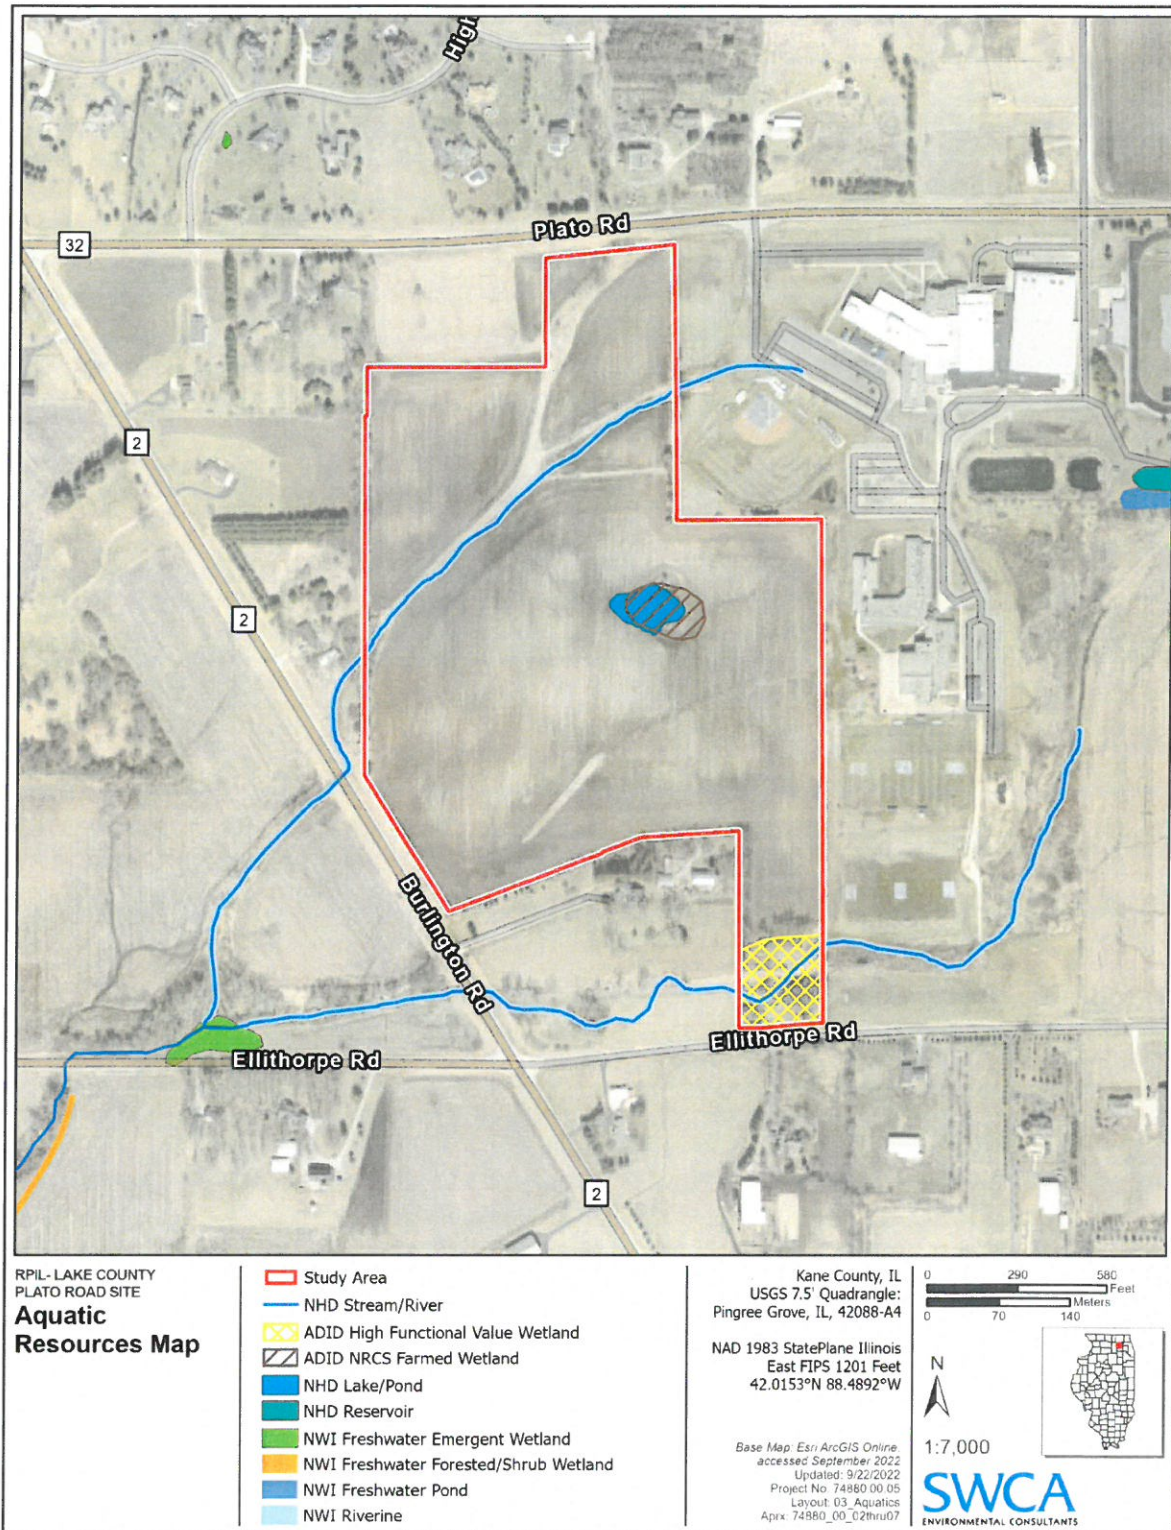 High
Plato Rd
32
2
2
Burlington Rd
Ellithorpe Rd
Ellithorpe Rd
2
RPIL- LAKE COUNTY
PLATO ROAD SITE
Aquatic
Resources Map
Study Area
NHD Stream/River
ADID High Functional Value Wetland
ADID NRCS Farmed Wetland
NHD Lake/Pond
NHD Reservoir
NWI Freshwater Emergent Wetland
NWI Freshwater Forested/Shrub Wetland
NWI Freshwater Pond
NWI Riverine
Kane County, IL
USGS 7.5' Quadrangle:
Pingree Grove, IL, 42088-A4
NAD 1983 StatePlane Illinois
East FIPS 1201 Feet
42.0153°N 88.4892°W
Base Map: Esri ArcGIS Online,
accessed September 2022
Updated: 9/22/2022
Project No. 74880.00.05
Layout: 03_Aquatics
Aprx: 74880_00_02thru07
0 290 580
Feet
Meters
0 70 140
N
1:7,000
SWCA
ENVIRONMENTAL CONSULTANTS